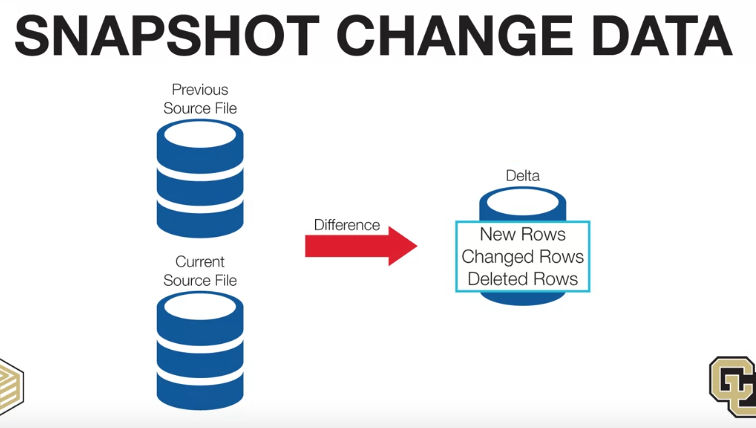 SNAPSHOT CHANGE DATA
Previous
Source File
Delta
Difference
New Rows
Changed Rows
Deleted Rows
Current
Source File